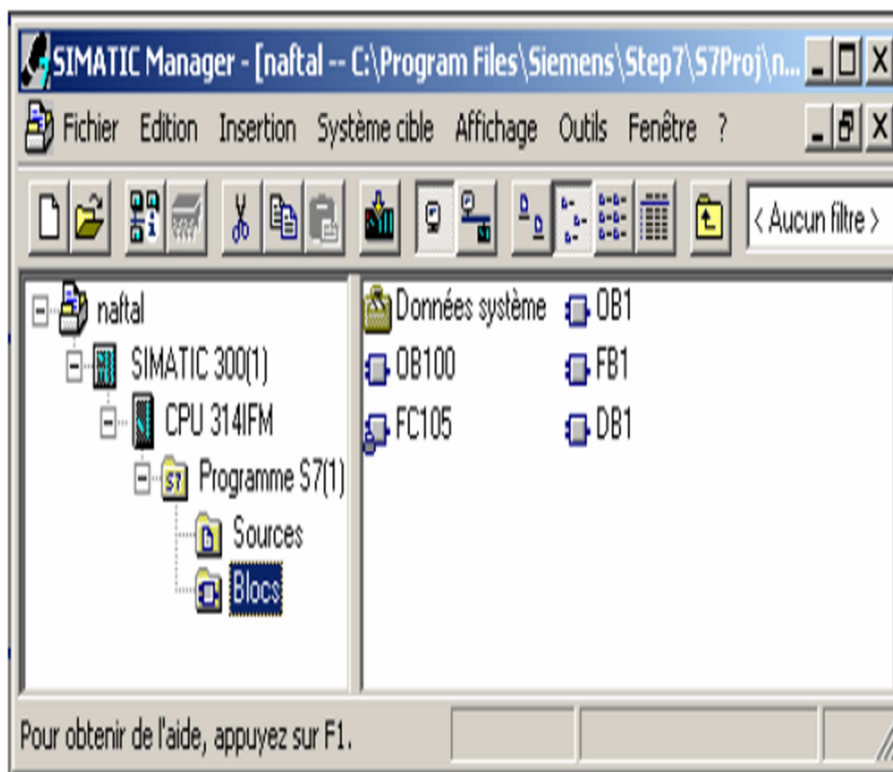 SIMATIC Manager - [naftal -- C:\Program Files\Siemens\Step7\S7Proj\n...
Fichier Edition Insertion Système cible Affichage Outils Fenêtre ?
< Aucun filtre >
naftal
SIMATIC 300(1)
CPU 314IFM
Programme S7(1)
Sources
Blocs
Données système OB1
OB100 FB1
FC105 DB1
Pour obtenir de l'aide, appuyez sur F1.